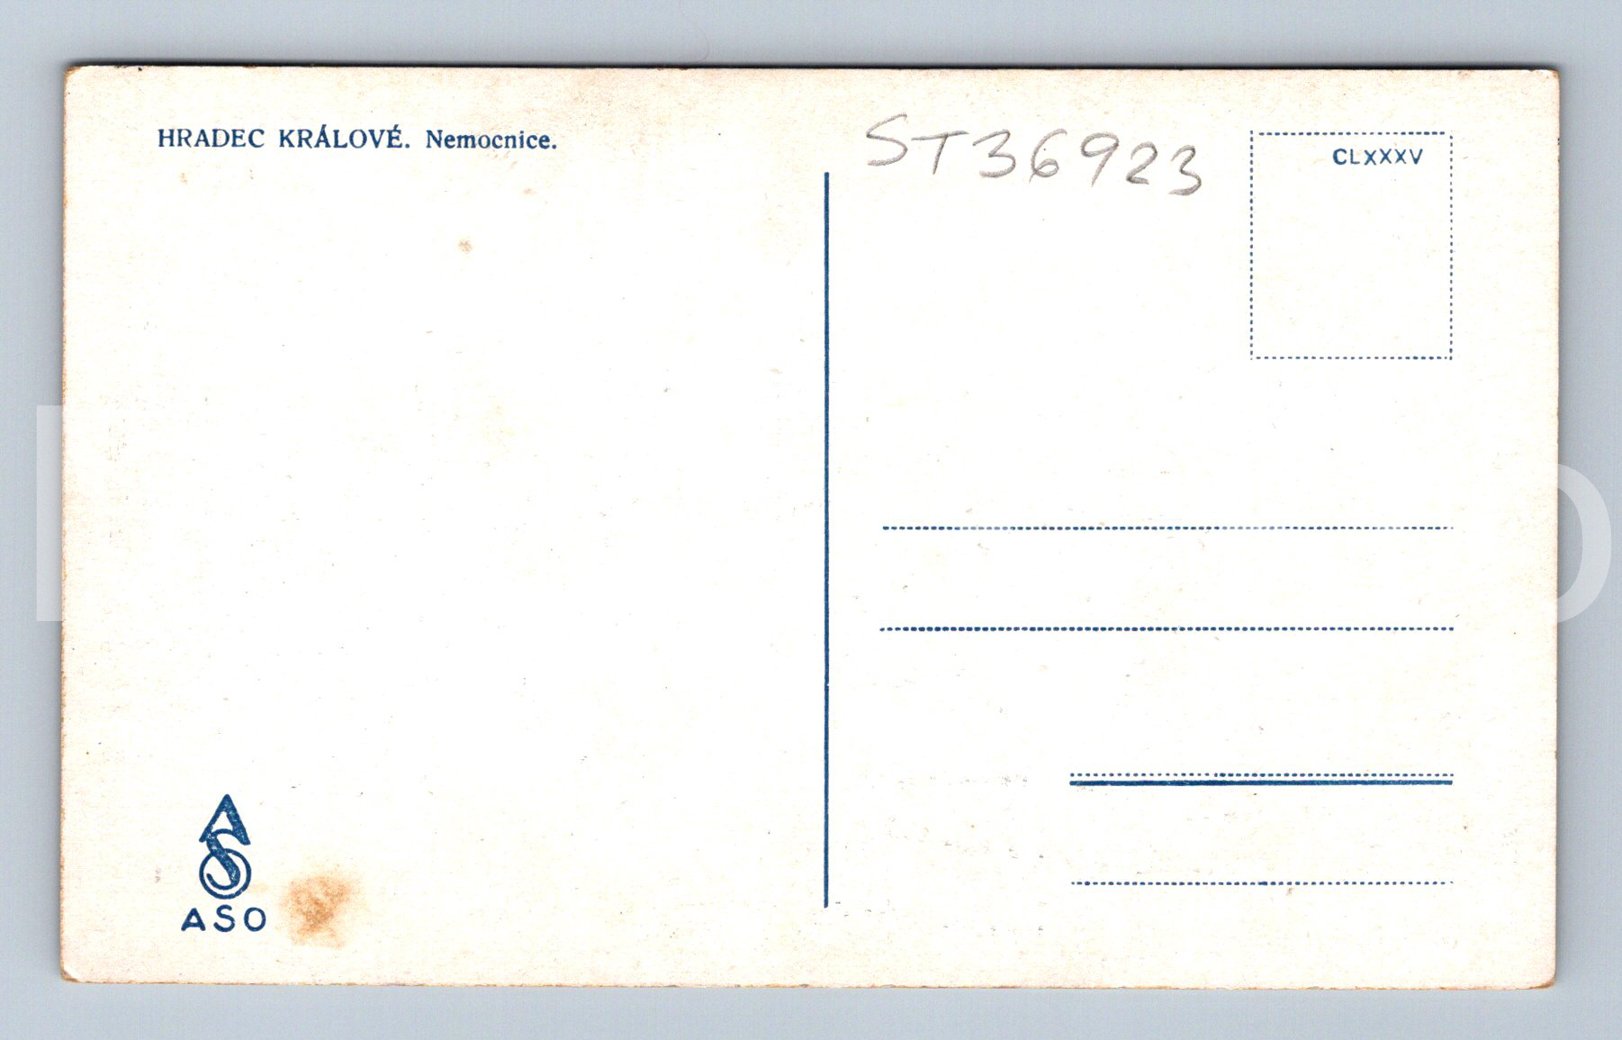 HRADEC KRÁLOVÉ. Nemocnice.
ST36923
CLXXXV
ASO